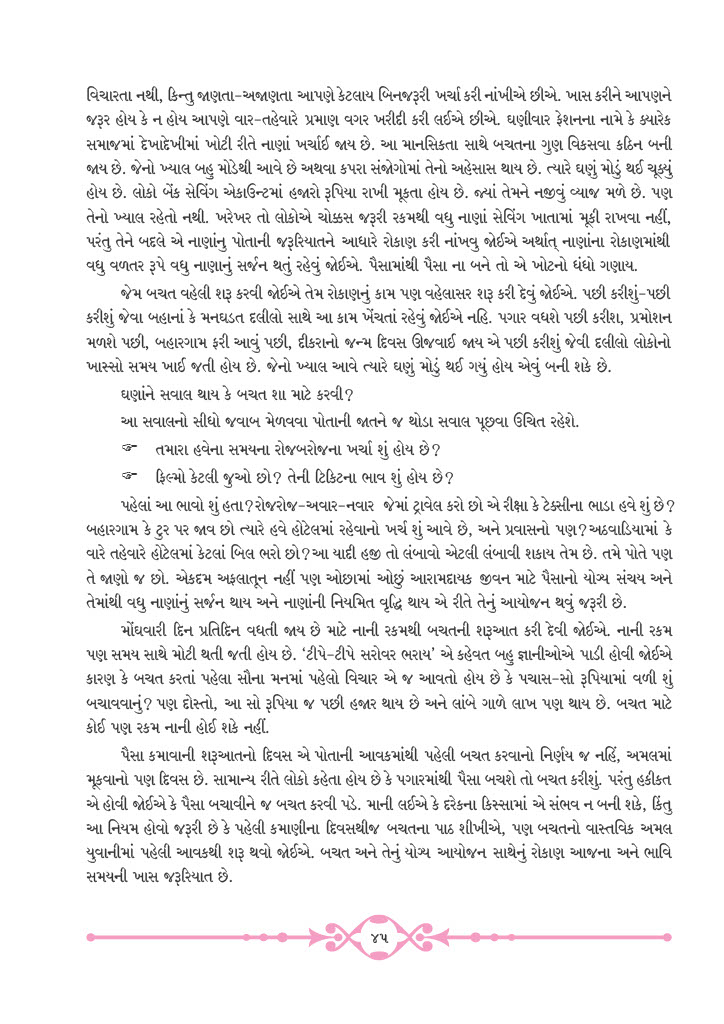 વિચારતા નથી, કિન્તુ જાણતા-અજાણતા આપણે કેટલાય બિનજરૂરી ખર્ચા કરી નાંખીએ છીએ. ખાસ કરીને આપણને
જરૂર હોય કે ન હોય આપણે વાર-તહેવારે પ્રમાણ વગર ખરીદી કરી લઈએ છીએ. ઘણીવાર ફેશનના નામે કે ક્યારેક
સમાજમાં દેખાદેખીમાં ખોટી રીતે નાણાં ખર્ચાઈ જાય છે. આ માનસિકતા સાથે બચતના ગુણ વિકસવા કઠિન બની
જાય છે. જેનો ખ્યાલ બહુ મોડેથી આવે છે અથવા કપરા સંજોગોમાં તેનો અહેસાસ થાય છે. ત્યારે ઘણું મોડું થઈ ચૂક્યું
હોય છે. લોકો બેંક સેવિંગ એકાઉન્ટમાં હજારો રૂપિયા રાખી મૂકતા હોય છે. જ્યાં તેમને નજીવું વ્યાજ મળે છે. પણ
તેનો ખ્યાલ રહેતો નથી. ખરેખર તો લોકોએ ચોક્કસ જરૂરી રકમથી વધુ નાણાં સેવિંગ ખાતામાં મૂકી રાખવા નહીં,
પરંતુ તેને બદલે એ નાણાંનુ પોતાની જરૂરિયાતને આધારે રોકાણ કરી નાંખવુ જોઈએ અર્થાત્ નાણાંના રોકાણમાંથી
વધુ વળતર રૂપે વધુ નાણાનું સર્જન થતું રહેવું જોઈએ. પૈસામાંથી પૈસા ના બને તો એ ખોટનો ધંધો ગણાય.
જેમ બચત વહેલી શરૂ કરવી જોઈએ તેમ રોકાણનું કામ પણ વહેલાસર શરૂ કરી દેવું જોઈએ. પછી કરીશું-પછી
કરીશું જેવા બહાનાં કે મનઘડત દલીલો સાથે આ કામ ખેંચતાં રહેવું જોઈએ નહિ. પગાર વધશે પછી કરીશ, પ્રમોશન
મળશે પછી, બહારગામ ફરી આવું પછી, દીકરાનો જન્મ દિવસ ઊજવાઈ જાય એ પછી કરીશું જેવી દલીલો લોકોનો
ખાસ્સો સમય ખાઈ જતી હોય છે. જેનો ખ્યાલ આવે ત્યારે ઘણું મોડું થઈ ગયું હોય એવું બની શકે છે.
ઘણાંને સવાલ થાય કે બચત શા માટે કરવી?
આ સવાલનો સીધો જવાબ મેળવવા પોતાની જાતને જ થોડા સવાલ પૂછવા ઉચિત રહેશે.
☞ તમારા હવેના સમયના રોજબરોજના ખર્ચા શું હોય છે?
☞ ફિલ્મો કેટલી જુઓ છો? તેની ટિકિટના ભાવ શું હોય છે?
પહેલાં આ ભાવો શું હતા? રોજરોજ-અવાર-નવાર જેમાં ટ્રાવેલ કરો છો એ રીક્ષા કે ટેક્સીના ભાડા હવે શું છે?
બહારગામ કે ટુર પર જાવ છો ત્યારે હવે હોટેલમાં રહેવાનો ખર્ચ શું આવે છે, અને પ્રવાસનો પણ? અઠવાડિયામાં કે
વારે તહેવારે હોટેલમાં કેટલાં બિલ ભરો છો? આ યાદી હજી તો લંબાવો એટલી લંબાવી શકાય તેમ છે. તમે પોતે પણ
તે જાણો જ છો. એકદમ અફલાતૂન નહીં પણ ઓછામાં ઓછું આરામદાયક જીવન માટે પૈસાનો યોગ્ય સંચય અને
તેમાંથી વધુ નાણાંનું સર્જન થાય અને નાણાંની નિયમિત વૃદ્ધિ થાય એ રીતે તેનું આયોજન થવું જરૂરી છે.
મોંઘવારી દિન પ્રતિદિન વધતી જાય છે માટે નાની રકમથી બચતની શરૂઆત કરી દેવી જોઈએ. નાની રકમ
પણ સમય સાથે મોટી થતી જતી હોય છે. ‘ટીપે-ટીપે સરોવર ભરાય’ એ કહેવત બહુ જ્ઞાનીઓએ પાડી હોવી જોઈએ
કારણ કે બચત કરતાં પહેલા સૌના મનમાં પહેલો વિચાર એ જ આવતો હોય છે કે પચાસ-સો રૂપિયામાં વળી શું
બચાવવાનું? પણ દોસ્તો, આ સો રૂપિયા જ પછી હજાર થાય છે અને લાંબે ગાળે લાખ પણ થાય છે. બચત માટે
કોઈ પણ રકમ નાની હોઈ શકે નહીં.
પૈસા કમાવાની શરૂઆતનો દિવસ એ પોતાની આવકમાંથી પહેલી બચત કરવાનો નિર્ણય જ નહિં, અમલમાં
મૂકવાનો પણ દિવસ છે. સામાન્ય રીતે લોકો કહેતા હોય છે કે પગારમાંથી પૈસા બચશે તો બચત કરીશું. પરંતુ હકીકત
એ હોવી જોઈએ કે પૈસા બચાવીને જ બચત કરવી પડે. માની લઈએ કે દરેકના કિસ્સામાં એ સંભવ ન બની શકે, કિંતુ
આ નિયમ હોવો જરૂરી છે કે પહેલી કમાણીના દિવસથીજ બચતના પાઠ શીખીએ, પણ બચતનો વાસ્તવિક અમલ
યુવાનીમાં પહેલી આવકથી શરૂ થવો જોઈએ. બચત અને તેનું યોગ્ય આયોજન સાથેનું રોકાણ આજના અને ભાવિ
સમયની ખાસ જરૂરિયાત છે.
૪૫